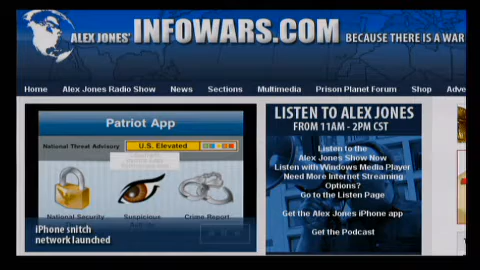 ALEX JONES' INFOWARS.COM BECAUSE THERE IS A WAR
Home Alex Jones Radio Show News Sections Multimedia Prison Planet Forum Shop Adve
Patriot App
National Threat Advisory: U.S. Elevated
National Security
Suspicious
Crime Report
iPhone snitch
network launched
LISTEN TO ALEX JONES
FROM 11AM - 2PM CST
Listen to the
Alex Jones Show Now
Listen with Windows Media Player
Need More Internet Streaming
Options?
Go to the Listen Page
Get the Alex Jones iPhone app
Get the Podcast